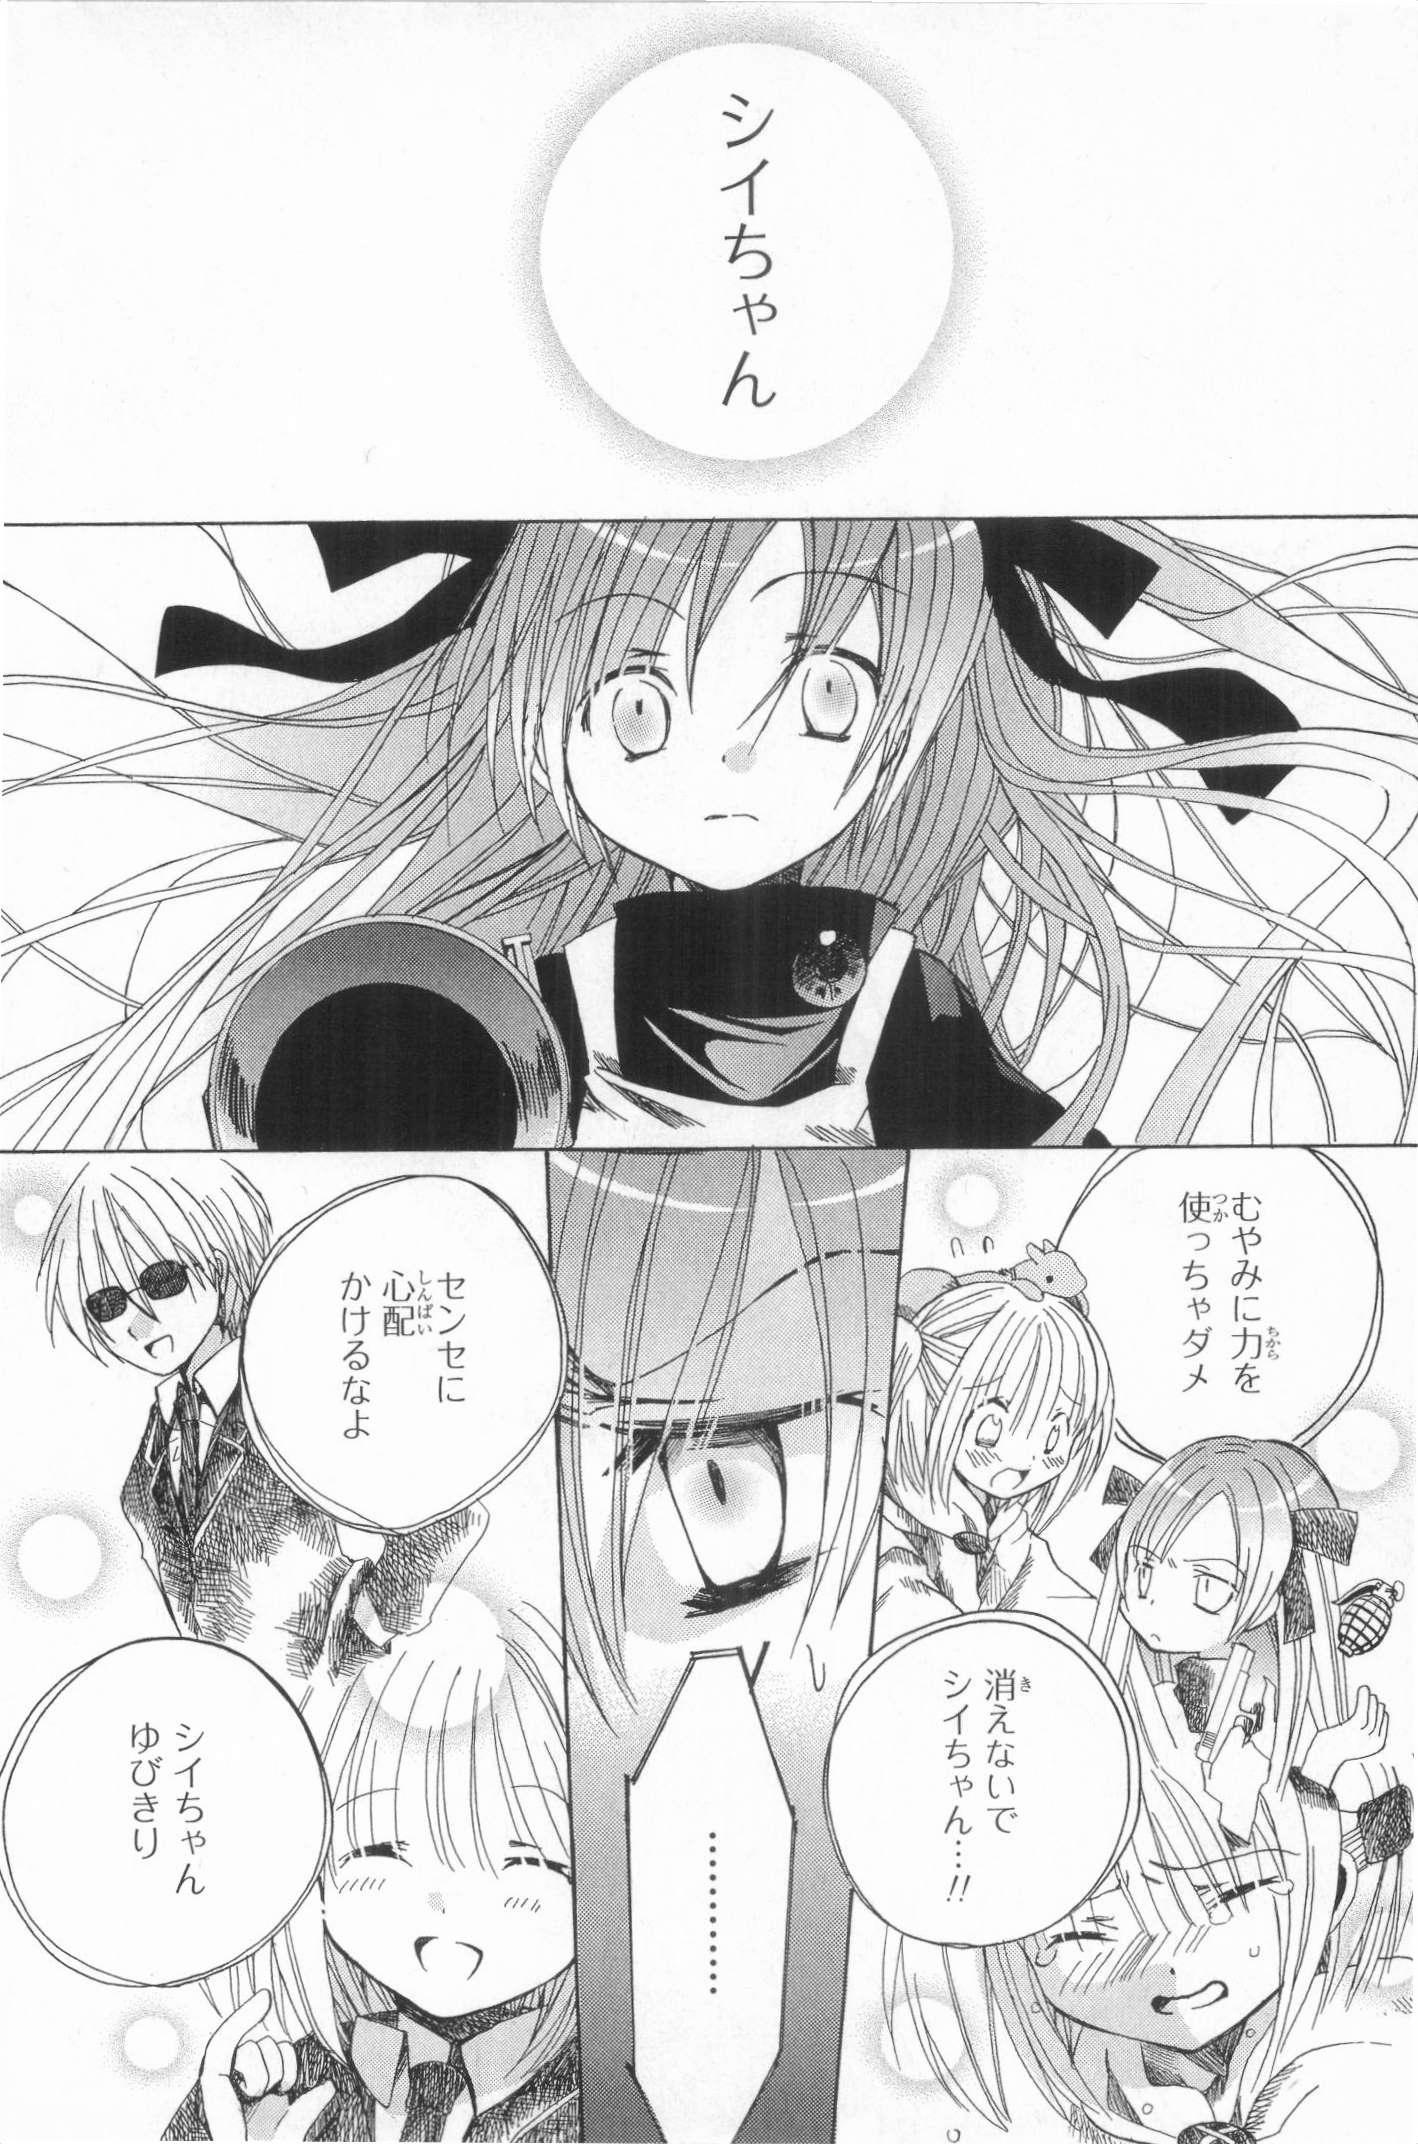 シイちゃん
むやみに力を
使っちゃダメ
消えないで
シイちゃん…!!
…………
センセに
心配
かけるなよ
シイちゃん
ゆびきり